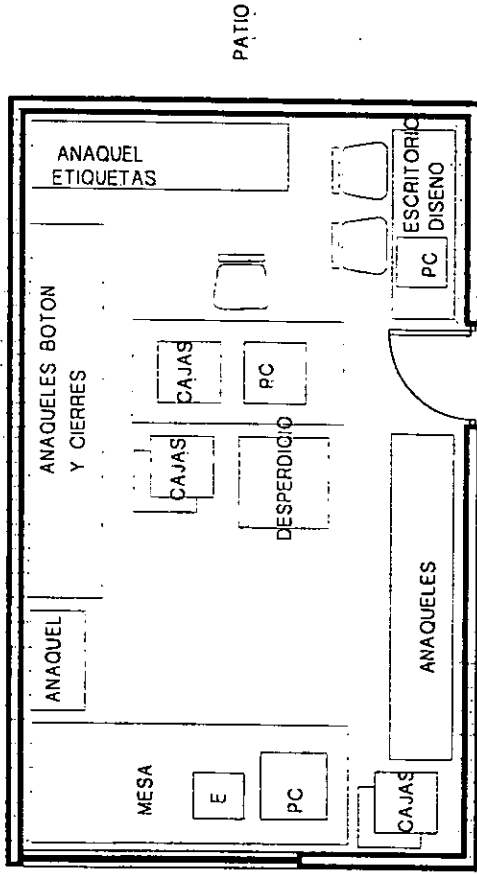 PATIO
ANAQUEL
ETIQUETAS
ESCRITORIO
DISENO
PC
ANAQUELES BOTON
Y CIERRES
CAJAS
PC
CAJAS
DESPERDICIO
ANAQUEL
ANAQUELES
MESA
E
PC
CAJAS